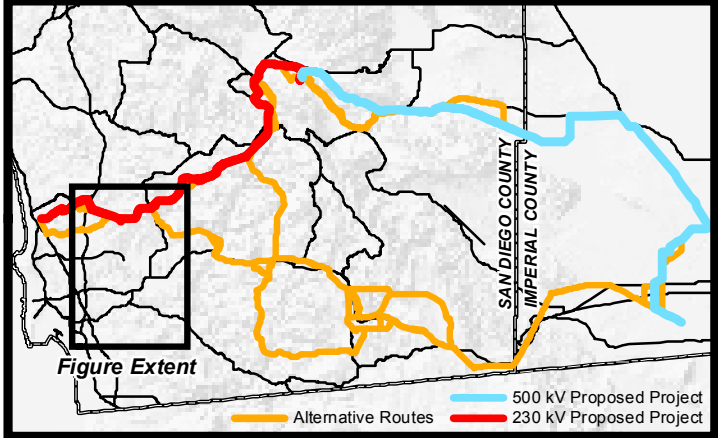 SAN DIEGO COUNTY
IMPERIAL COUNTY
Figure Extent
500 kV Proposed Project
Alternative Routes
230 kV Proposed Project